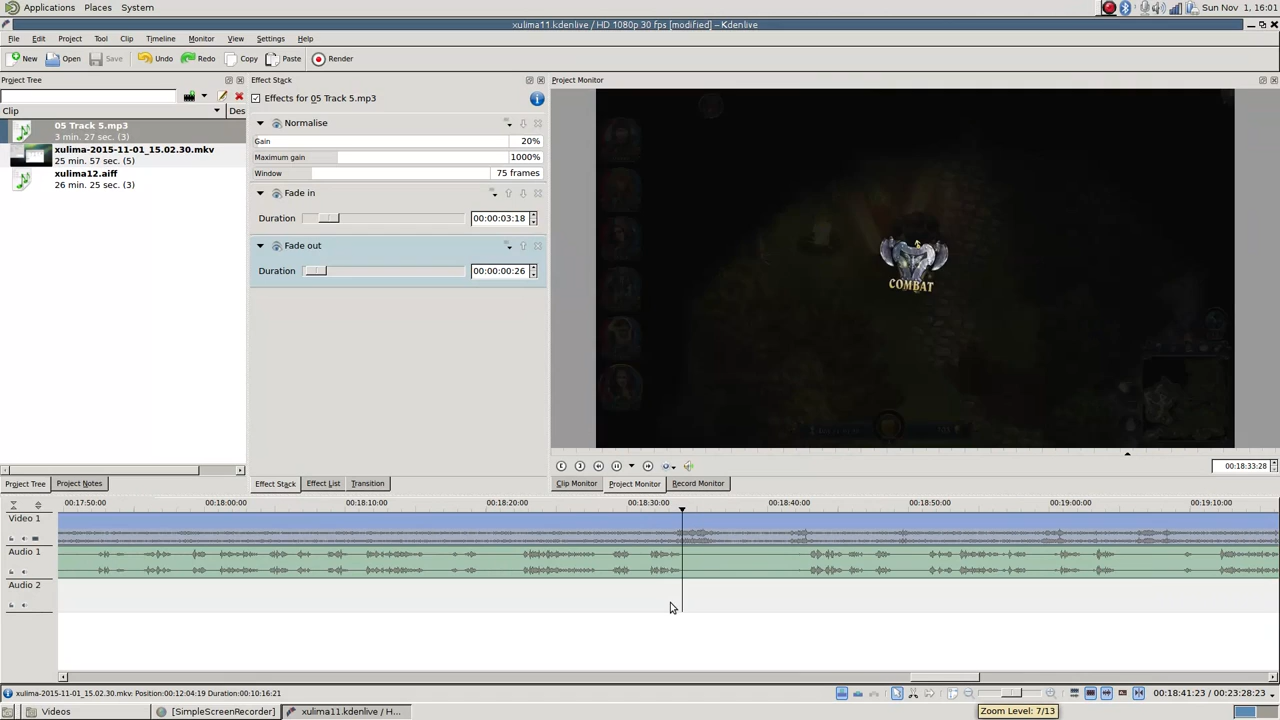 Applications Places System Sun Nov 1, 16:01
xulima11.kdenlive / HD 1080p 30 fps [modified] – Kdenlive
File Edit Project Tool Clip Timeline Monitor View Settings Help
New Open Save Undo Redo Copy Paste Render
Project Tree Effect Stack Project Monitor
Effects for 05 Track 5.mp3
Clip Des
05 Track 5.mp3
3 min. 27 sec. (3)
xulima-2015-11-01_15.02.30.mkv
25 min. 57 sec. (5)
xulima12.aiff
26 min. 25 sec. (3)
Normalise
Gain 20%
Maximum gain 1000%
Window 75 frames
Fade in
Duration 00:00:03:18
Fade out
Duration 00:00:00:26
COMBAT
00:18:33:28
Project Tree Project Notes Effect Stack Effect List Transition Clip Monitor Project Monitor Record Monitor
00:17:50:00 00:18:00:00 00:18:10:00 00:18:20:00 00:18:30:00 00:18:40:00 00:18:50:00 00:19:00:00 00:19:10:00
Video 1
Audio 1
Audio 2
xulima-2015-11-01_15.02.30.mkv: Position:00:12:04:19 Duration:00:10:16:21 00:18:41:23 / 00:23:28:23
Videos [SimpleScreenRecorder] xulima11.kdenlive / H... Zoom Level: 7/13